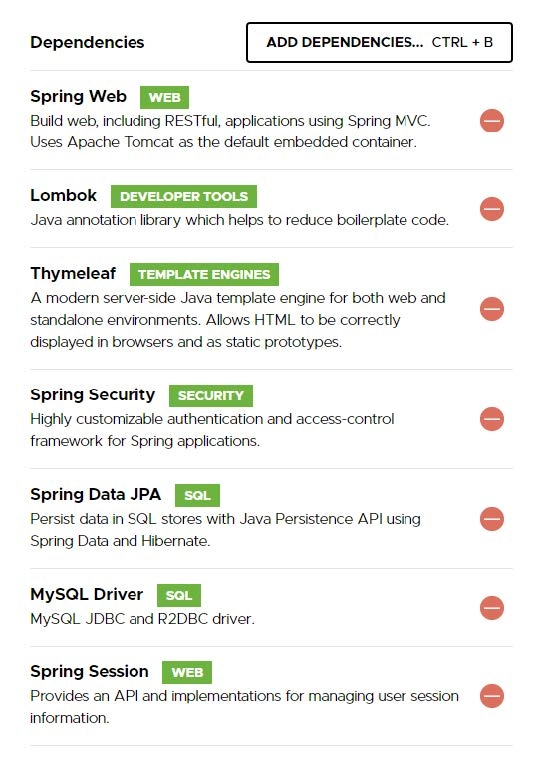 Dependencies
ADD DEPENDENCIES... CTRL + B
Spring Web WEB
Build web, including RESTful, applications using Spring MVC.
Uses Apache Tomcat as the default embedded container.
Lombok DEVELOPER TOOLS
Java annotation library which helps to reduce boilerplate code.
Thymeleaf TEMPLATE ENGINES
A modern server-side Java template engine for both web and
standalone environments. Allows HTML to be correctly
displayed in browsers and as static prototypes.
Spring Security SECURITY
Highly customizable authentication and access-control
framework for Spring applications.
Spring Data JPA SQL
Persist data in SQL stores with Java Persistence API using
Spring Data and Hibernate.
MySQL Driver SQL
MySQL JDBC and R2DBC driver.
Spring Session WEB
Provides an API and implementations for managing user session
information.